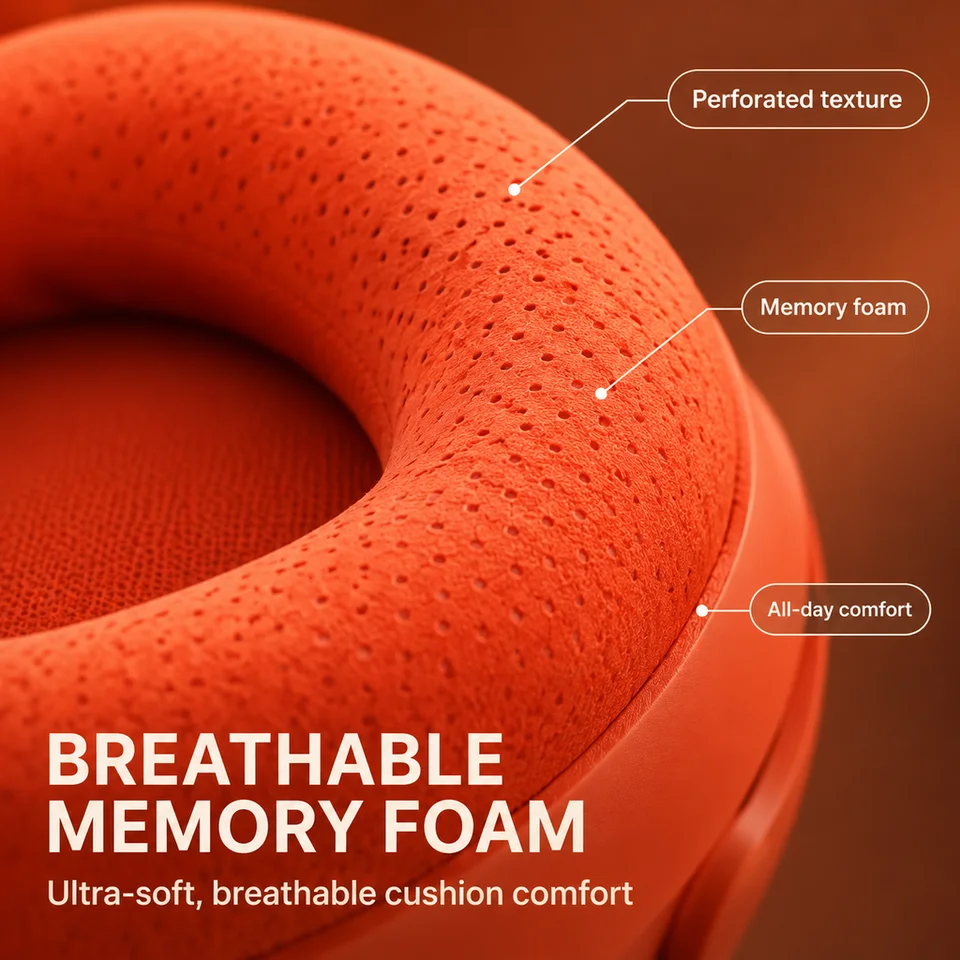 Perforated texture
Memory foam
All-day comfort
BREATHABLE
MEMORY FOAM
Ultra-soft, breathable cushion comfort